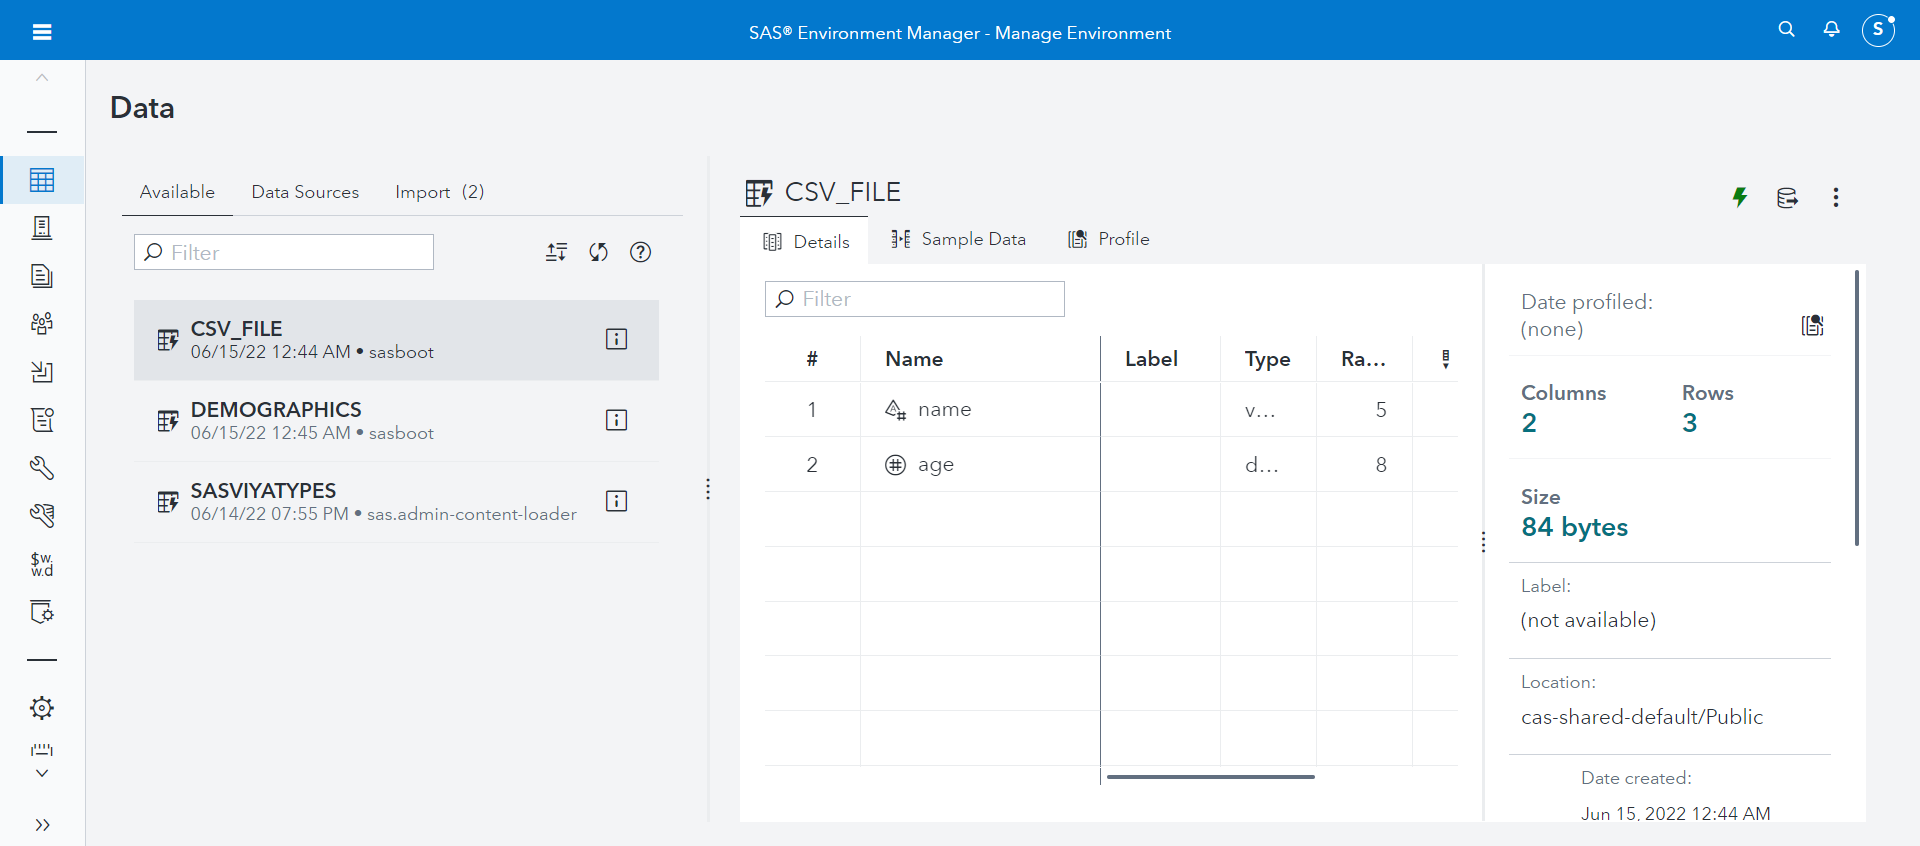 SAS® Environment Manager - Manage Environment
S
Data
Available
Data Sources
Import (2)
Filter
CSV_FILE
06/15/22 12:44 AM • sasboot
DEMOGRAPHICS
06/15/22 12:45 AM • sasboot
SASVIYATYPES
06/14/22 07:55 PM • sas.admin-content-loader
$w.
w.d
CSV_FILE
Details
Sample Data
Profile
Filter
# Name Label Type Ra...
1 name v... 5
2 age d... 8
Date profiled:
(none)
Columns Rows
2 3
Size
84 bytes
Label:
(not available)
Location:
cas-shared-default/Public
Date created:
Jun 15, 2022 12:44 AM